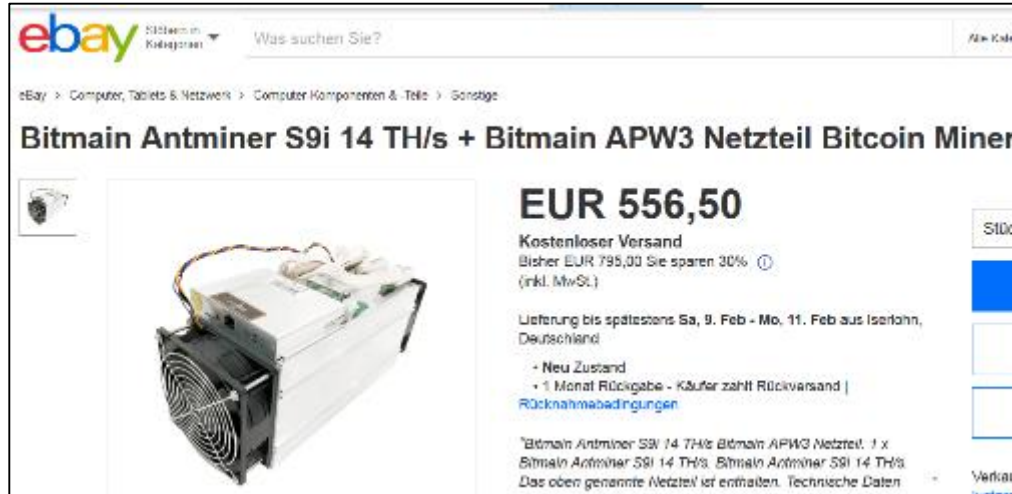 ebay
Stöbern in
Kategorien
Was suchen Sie?
Alle Kate
eBay > Computer, Tablets & Netzwerk > Computer-Komponenten & -Teile > Sonstige
Bitmain Antminer S9i 14 TH/s + Bitmain APW3 Netzteil Bitcoin Miner
EUR 556,50
Kostenloser Versand
Bisher EUR 795,00 Sie sparen 30%
(inkl. MwSt.)
Lieferung bis spätestens Sa, 9. Feb - Mo, 11. Feb aus Iserlohn,
Deutschland
• Neu Zustand
• 1 Monat Rückgabe - Käufer zahlt Rückversand |
Rücknahmebedingungen
"Bitmain Antminer S9i 14 TH/s Bitmain APW3 Netzteil. 1 x
Bitmain Antminer S9i 14 TH/s. Bitmain Antminer S9i 14 TH/s.
Das oben genannte Netzteil ist enthalten. Technische Daten
Stüc
Verkau